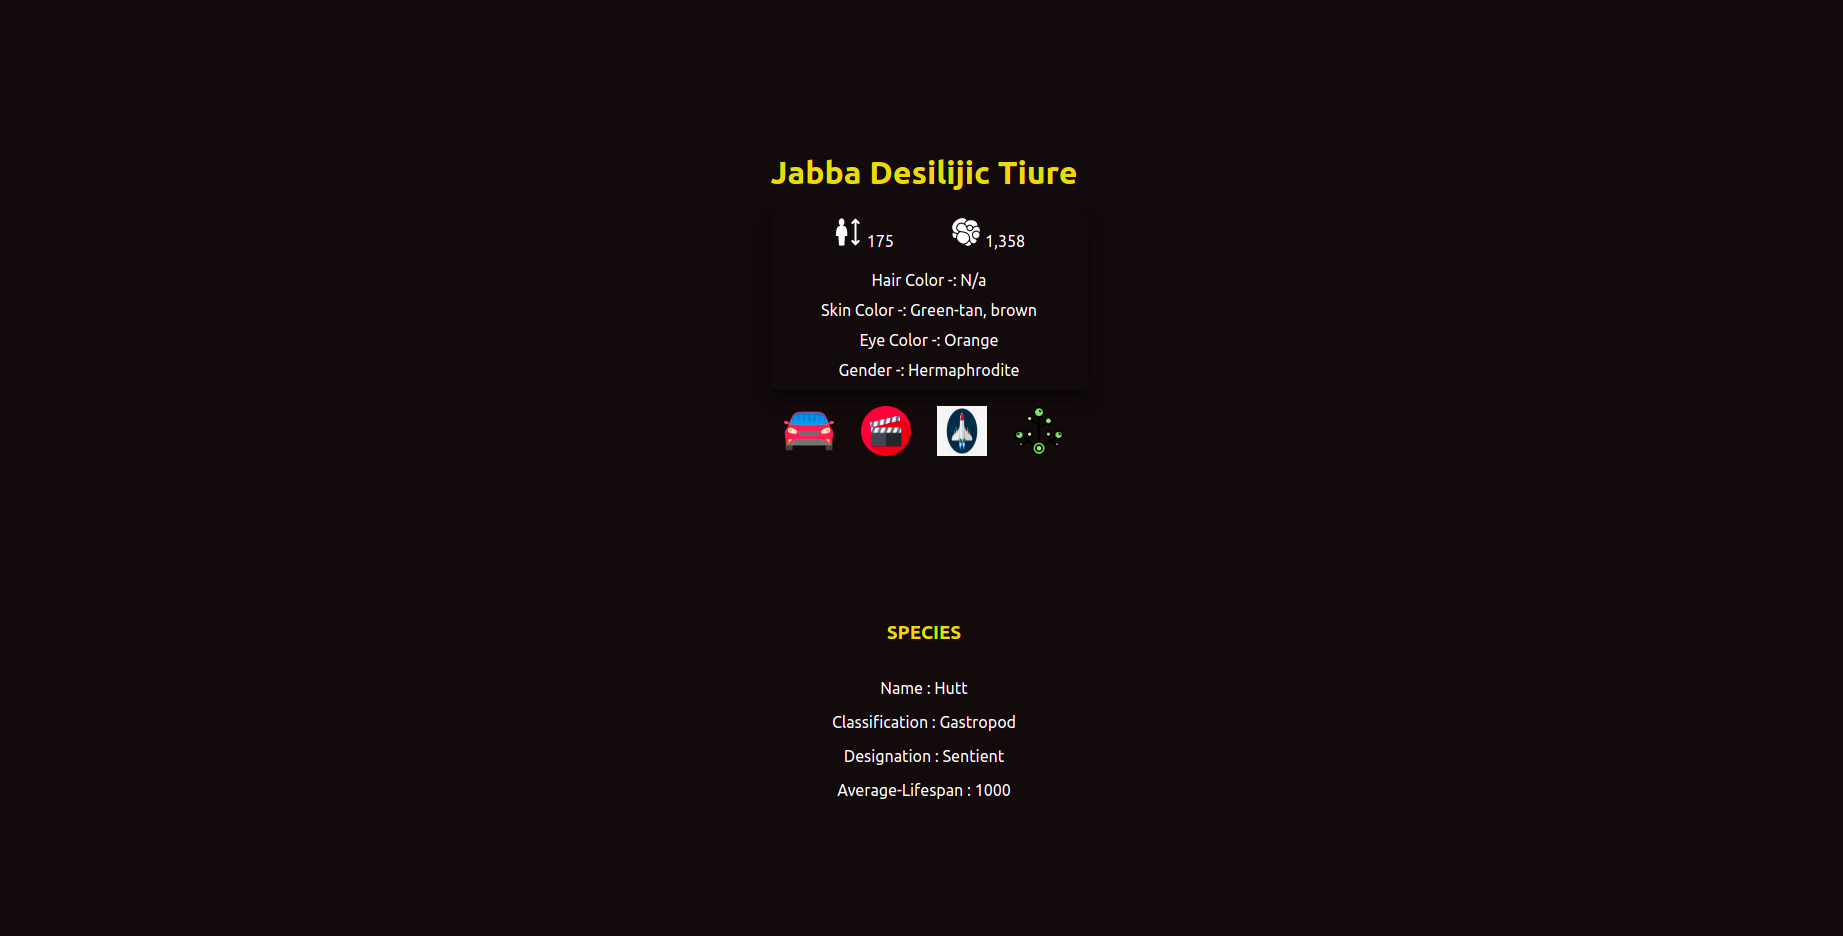 Jabba Desilijic Tiure
175 1,358
Hair Color -: N/a
Skin Color -: Green-tan, brown
Eye Color -: Orange
Gender -: Hermaphrodite
SPECIES
Name : Hutt
Classification : Gastropod
Designation : Sentient
Average-Lifespan : 1000